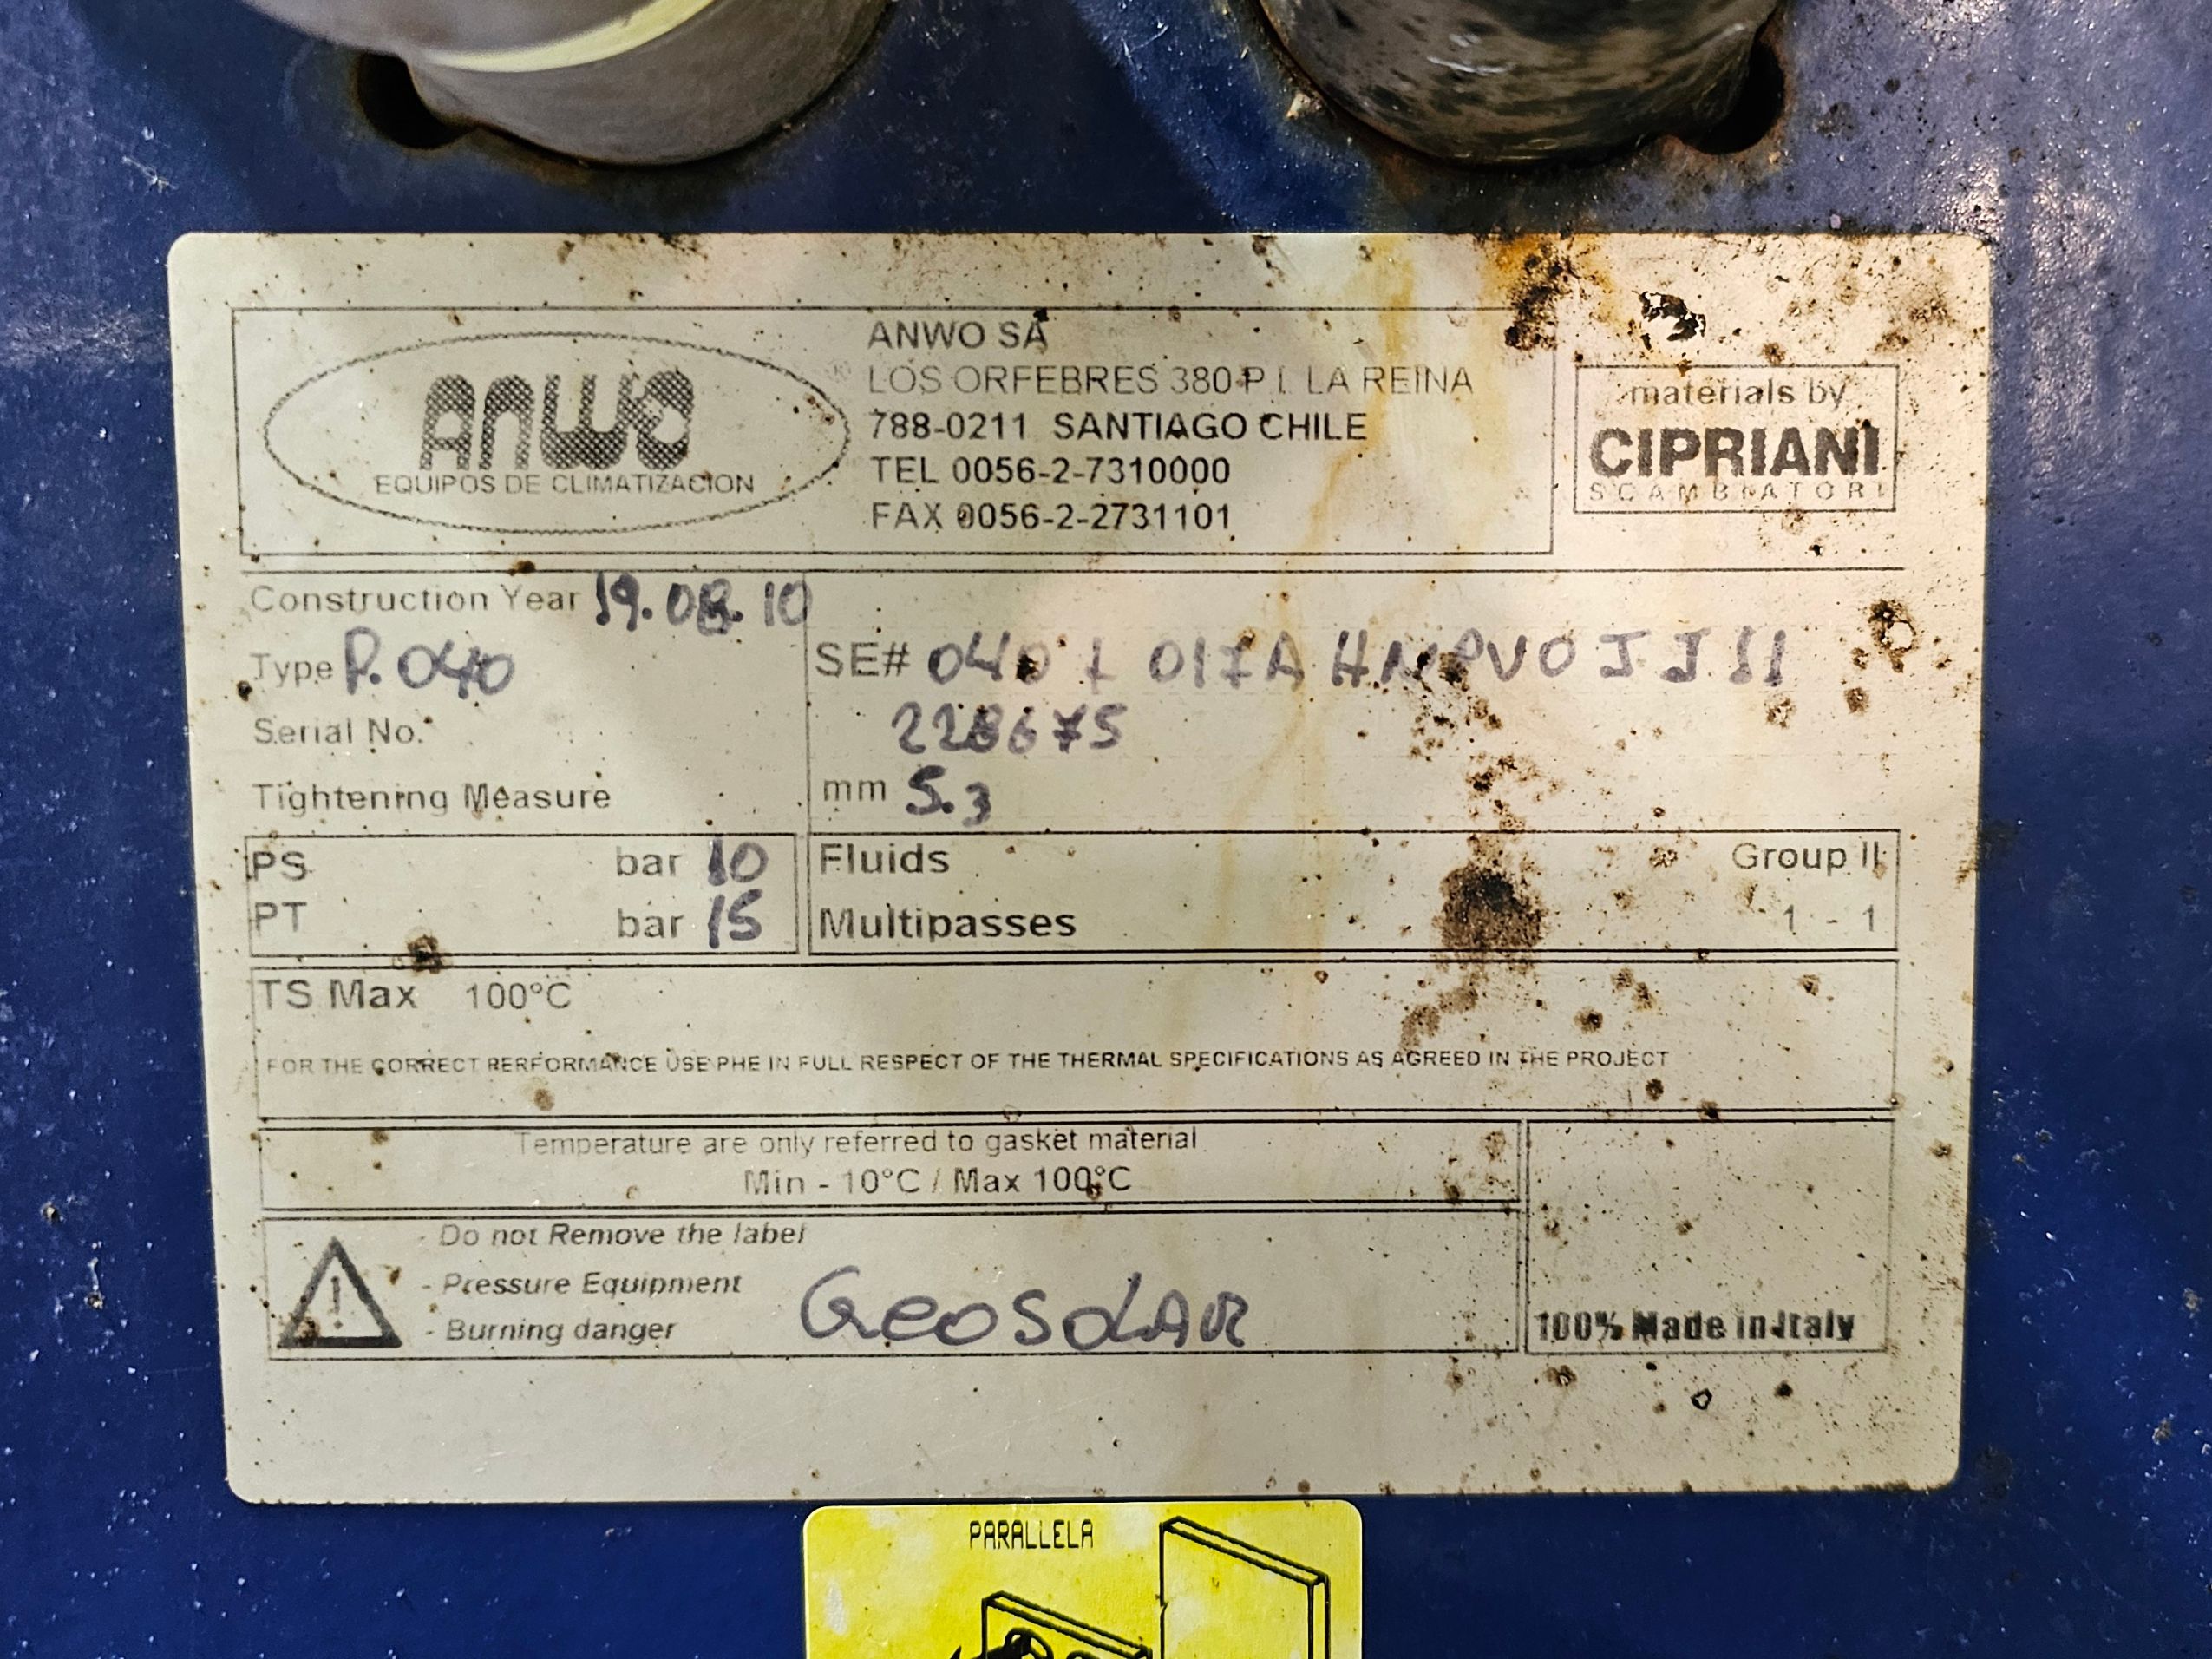 ANWO
EQUIPOS DE CLIMATIZACION
ANWO SA
LOS ORFEBRES 380 P I. LA REINA
788-0211 SANTIAGO CHILE
TEL 0056-2-7310000
FAX 0056-2-2731101
materials by
CIPRIANI
SCAMBIATORI
Construction Year 19.08.10
Type P.040
SE# 040
Serial No. 228675
Tightening Measure mm 5.3
PS bar 10
PT bar 15
Fluids Group II
Multipasses 1 - 1
TS Max 100°C
FOR THE CORRECT PERFORMANCE USE PHE IN FULL RESPECT OF THE THERMAL SPECIFICATIONS AS AGREED IN THE PROJECT
Temperature are only referred to gasket material
Min - 10°C / Max 100°C
- Do not Remove the label
- Pressure Equipment
- Burning danger
GeoSolAR
100% Made in Italy
PARALLELA